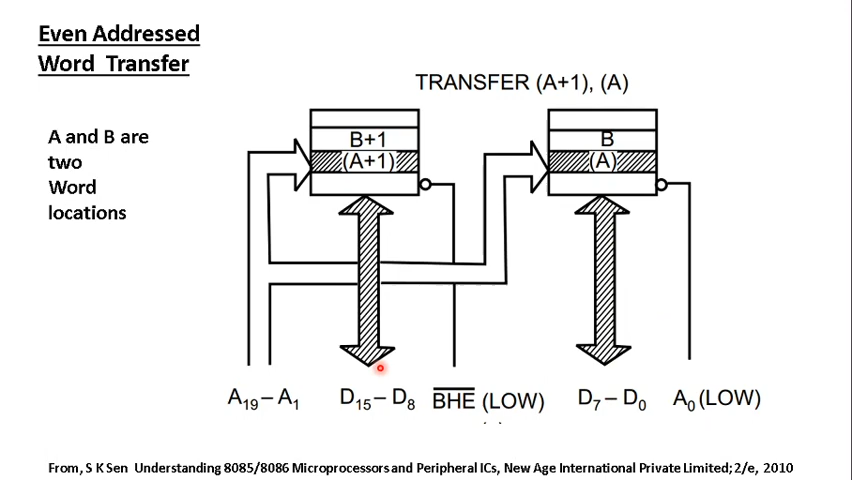 Even Addressed
Word Transfer
TRANSFER (A+1), (A)
A and B are
two
Word
locations
B+1
(A+1)
B
(A)
A19 – A1
D15 – D8
B̅H̅E̅ (LOW)
D7 – D0
A0 (LOW)
From, S K Sen Understanding 8085/8086 Microprocessors and Peripheral ICs, New Age International Private Limited; 2/e, 2010